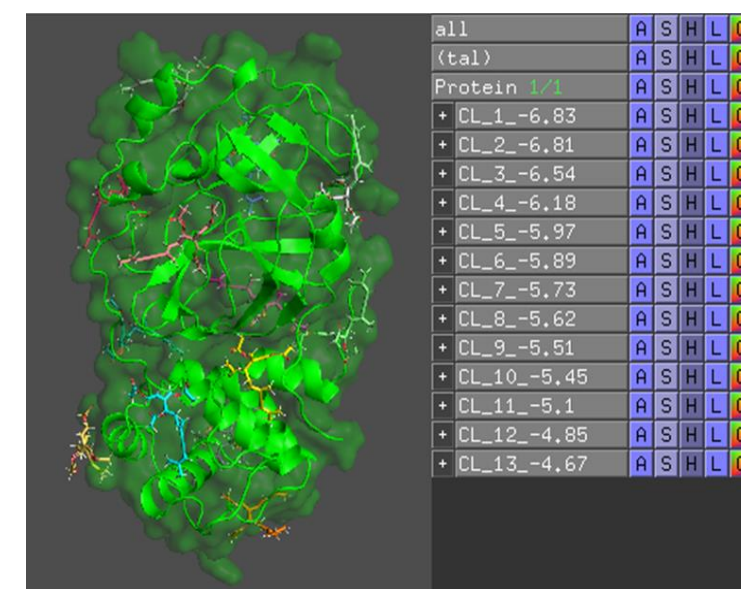 all A S H L
(tal) A S H L
Protein 1/1 A S H L
+ CL_1_-6.83 A S H L
+ CL_2_-6.81 A S H L
+ CL_3_-6.54 A S H L
+ CL_4_-6.18 A S H L
+ CL_5_-5.97 A S H L
+ CL_6_-5.89 A S H L
+ CL_7_-5.73 A S H L
+ CL_8_-5.62 A S H L
+ CL_9_-5.51 A S H L
+ CL_10_-5.45 A S H L
+ CL_11_-5.1 A S H L
+ CL_12_-4.85 A S H L
+ CL_13_-4.67 A S H L